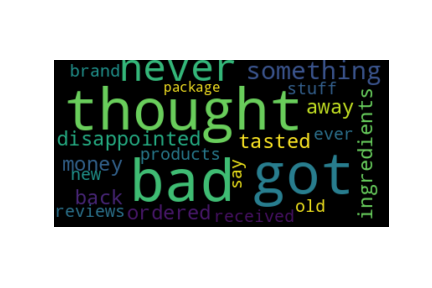 brand never something
package stuff
thought away
disappointed tasted ever
products
money bad say got ingredients
new
back old
reviews ordered received